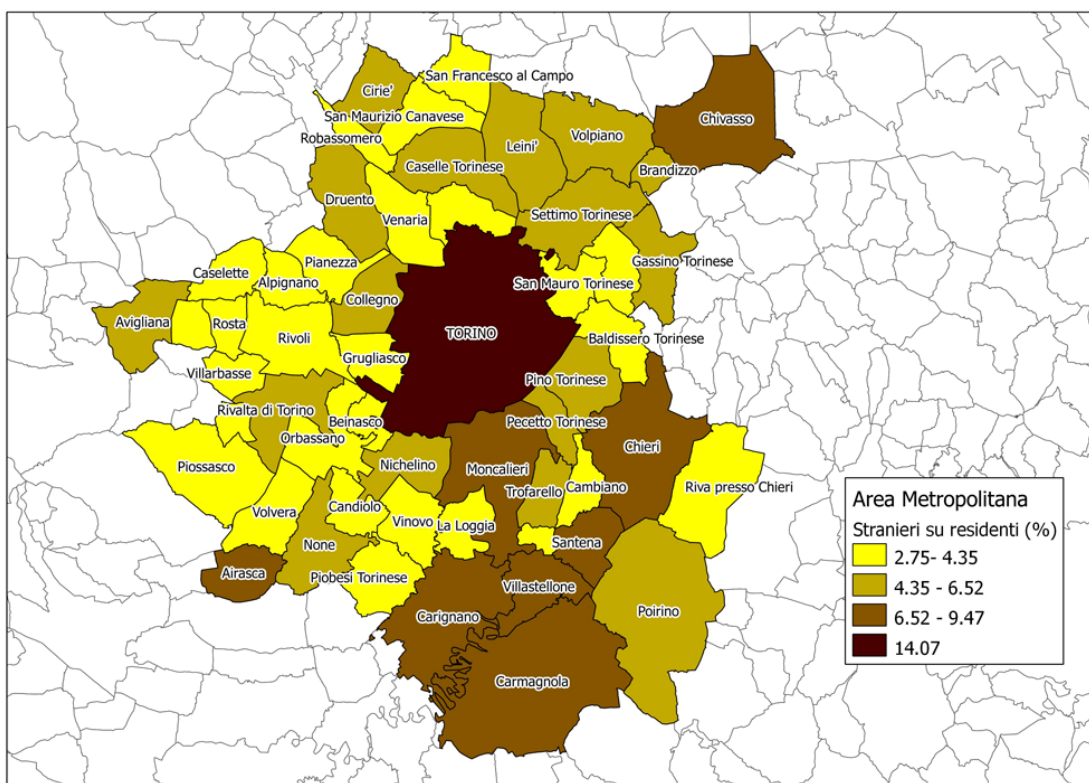 San Francesco al Campo
Cirie'
Chivasso
San Maurizio Canavese
Robassomero
Volpiano
Leini'
Caselle Torinese
Brandizzo
Druento
Settimo Torinese
Venaria
Gassino Torinese
Pianezza
Caselette
Alpignano
San Mauro Torinese
Collegno
Avigliana
Rosta
TORINO
Rivoli
Baldissero Torinese
Grugliasco
Villarbasse
Pino Torinese
Rivalta di Torino
Beinasco
Pecetto Torinese
Orbassano
Chieri
Piossasco
Nichelino
Moncalieri
Cambiano
Riva presso Chieri
Trofarello
Candiolo
Volvera
Vinovo
La Loggia
None
Santena
Airasca
Piobesi Torinese
Villastellone
Carignano
Poirino
Carmagnola
Area Metropolitana
Stranieri su residenti (%)
2.75- 4.35
4.35 - 6.52
6.52 - 9.47
14.07